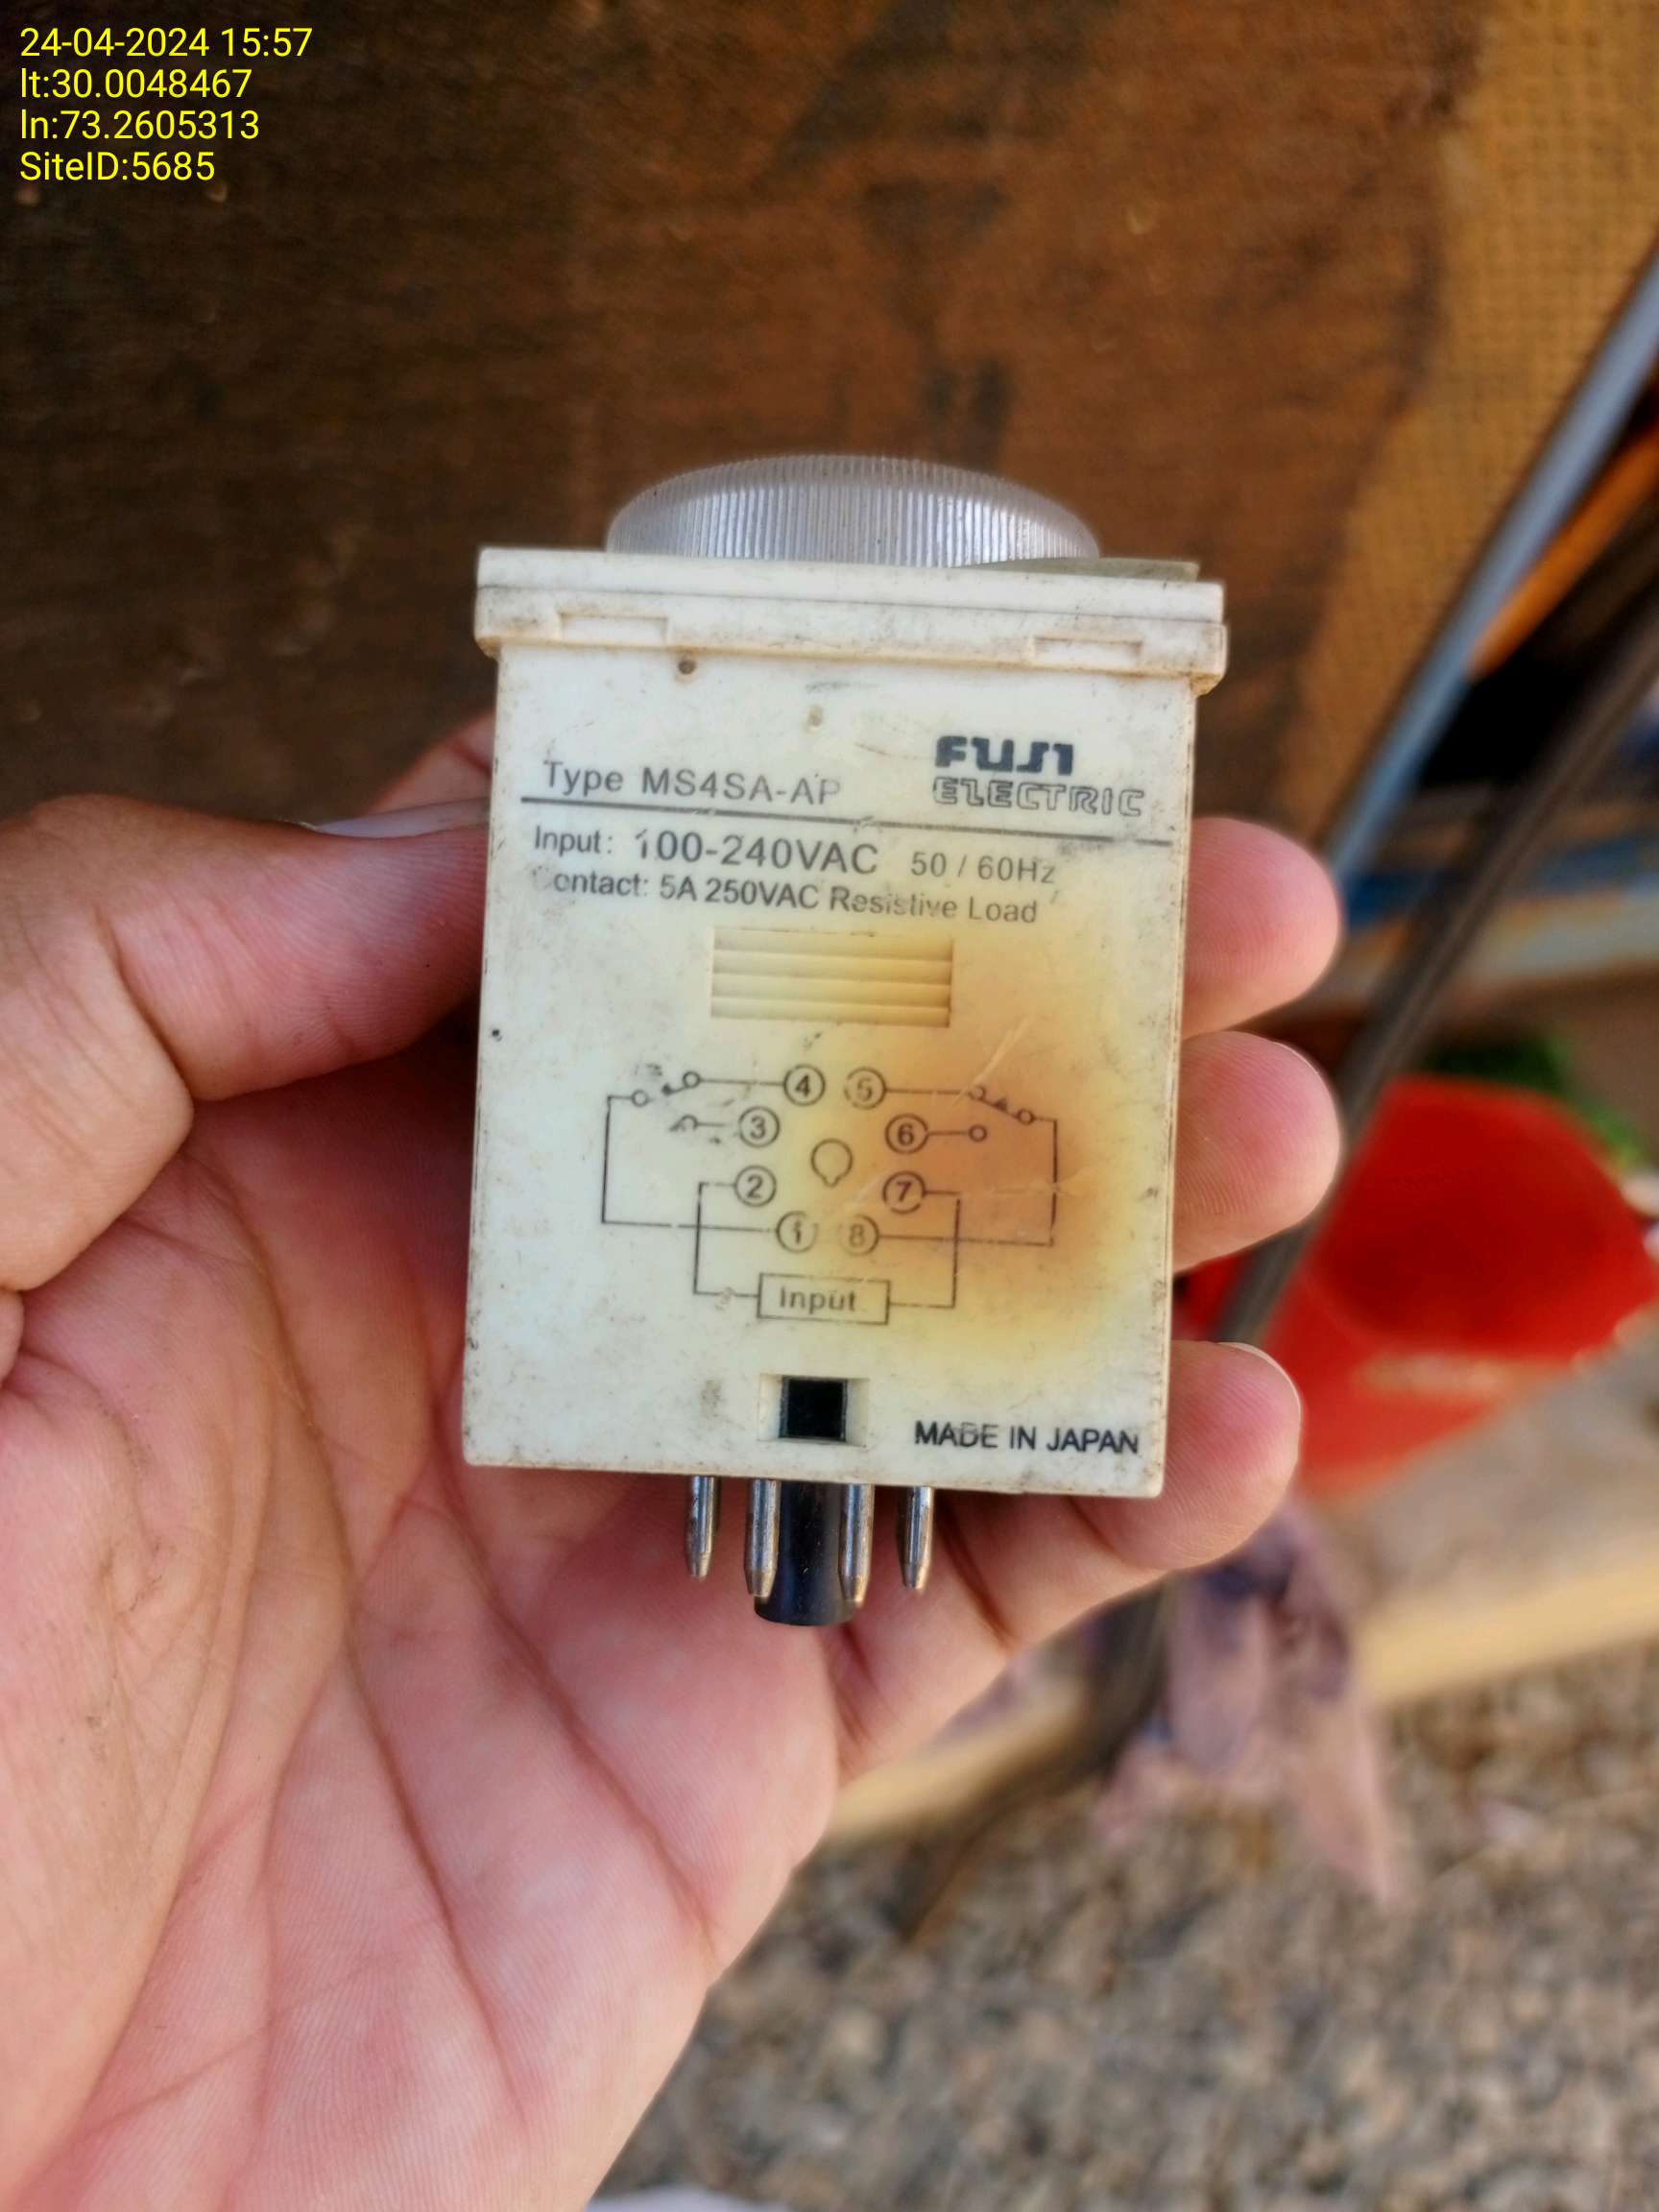 24-04-2024 15:57
lt:30.0048467
ln:73.2605313
SiteID:5685
FUJI
ELECTRIC
Type MS4SA-AP
Input: 100-240VAC 50 / 60Hz
Contact: 5A 250VAC Resistive Load
4 5
3 6
2 7
1 8
Input
MADE IN JAPAN